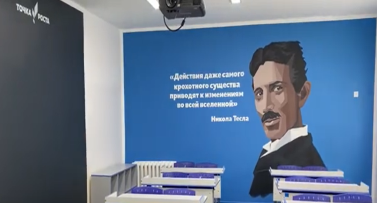 ТОЧКА
РОСТА
«Действия даже самого
крохотного существа
приводят к изменениям
во всей вселенной»
Никола Тесла